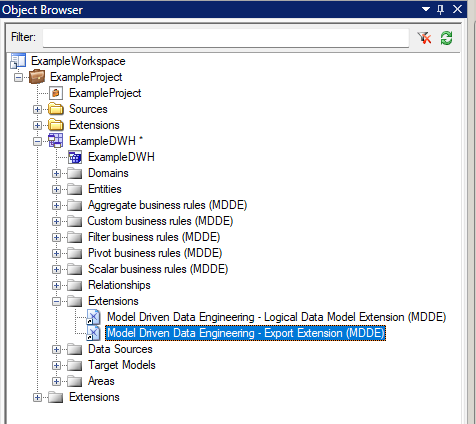 Object Browser
Filter:
ExampleWorkspace
ExampleProject
ExampleProject
Sources
Extensions
ExampleDWH *
ExampleDWH
Domains
Entities
Aggregate business rules (MDDE)
Custom business rules (MDDE)
Filter business rules (MDDE)
Pivot business rules (MDDE)
Scalar business rules (MDDE)
Relationships
Extensions
Model Driven Data Engineering - Logical Data Model Extension (MDDE)
Model Driven Data Engineering - Export Extension (MDDE)
Data Sources
Target Models
Areas
Extensions